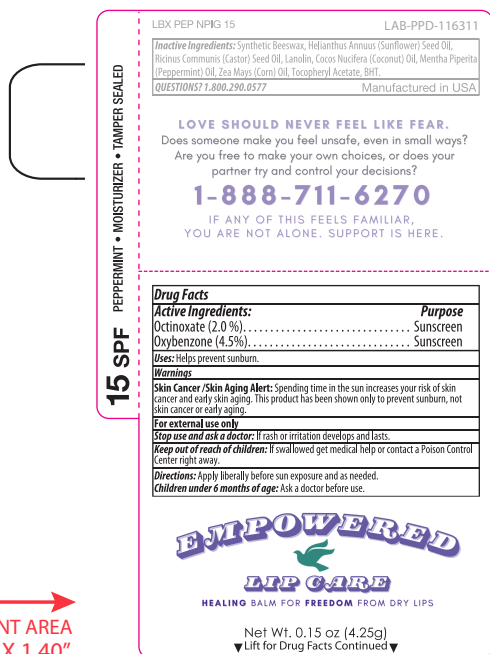 LBX PEP NPIG 15
LAB-PPD-116311
Inactive Ingredients: Synthetic Beeswax, Helianthus Annuus (Sunflower) Seed Oil,
Ricinus Communis (Castor) Seed Oil, Lanolin, Cocos Nucifera (Coconut) Oil, Mentha Piperita
(Peppermint) Oil, Zea Mays (Corn) Oil, Tocopheryl Acetate, BHT.
QUESTIONS? 1.800.290.0577 Manufactured in USA
LOVE SHOULD NEVER FEEL LIKE FEAR.
Does someone make you feel unsafe, even in small ways?
Are you free to make your own choices, or does your
partner try and control your decisions?
1-888-711-6270
IF ANY OF THIS FEELS FAMILIAR,
YOU ARE NOT ALONE. SUPPORT IS HERE.
15 SPF PEPPERMINT • MOISTURIZER • TAMPER SEALED
Drug Facts
Active Ingredients: Purpose
Octinoxate (2.0 %)................................ Sunscreen
Oxybenzone (4.5%)................................ Sunscreen
Uses: Helps prevent sunburn.
Warnings
Skin Cancer /Skin Aging Alert: Spending time in the sun increases your risk of skin
cancer and early skin aging. This product has been shown only to prevent sunburn, not
skin cancer or early aging.
For external use only
Stop use and ask a doctor: If rash or irritation develops and lasts.
Keep out of reach of children: If swallowed get medical help or contact a Poison Control
Center right away.
Directions: Apply liberally before sun exposure and as needed.
Children under 6 months of age: Ask a doctor before use.
EMPOWERED
LIP CARE
HEALING BALM FOR FREEDOM FROM DRY LIPS
Net Wt. 0.15 oz (4.25g)
▼Lift for Drug Facts Continued▼
NT AREA
X 1.40"